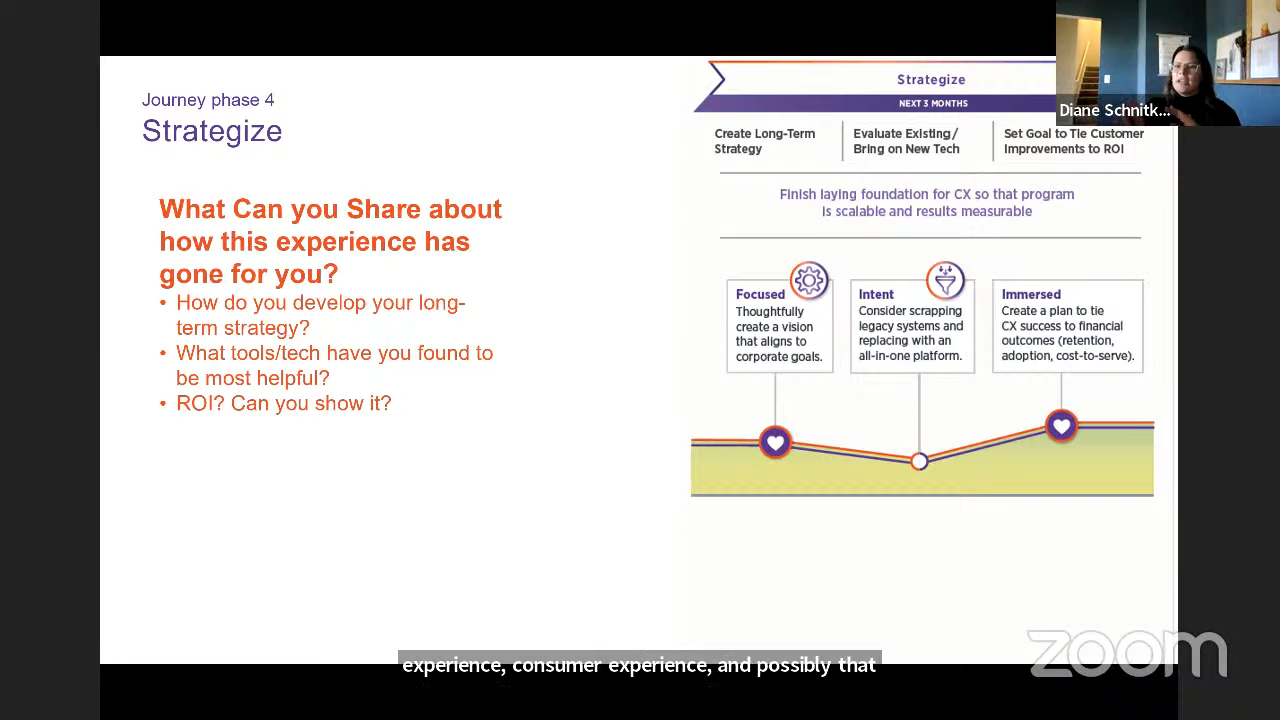 Journey phase 4
Strategize
What Can you Share about
how this experience has
gone for you?
• How do you develop your long-
term strategy?
• What tools/tech have you found to
be most helpful?
• ROI? Can you show it?
Strategize
NEXT 3 MONTHS
Create Long-Term
Strategy
Evaluate Existing/
Bring on New Tech
Set Goal to Tie Customer
Improvements to ROI
Finish laying foundation for CX so that program
is scalable and results measurable
Focused
Thoughtfully
create a vision
that aligns to
corporate goals.
Intent
Consider scrapping
legacy systems and
replacing with an
all-in-one platform.
Immersed
Create a plan to tie
CX success to financial
outcomes (retention,
adoption, cost-to-serve).
Diane Schnitk...
experience, consumer experience, and possibly that
zoom